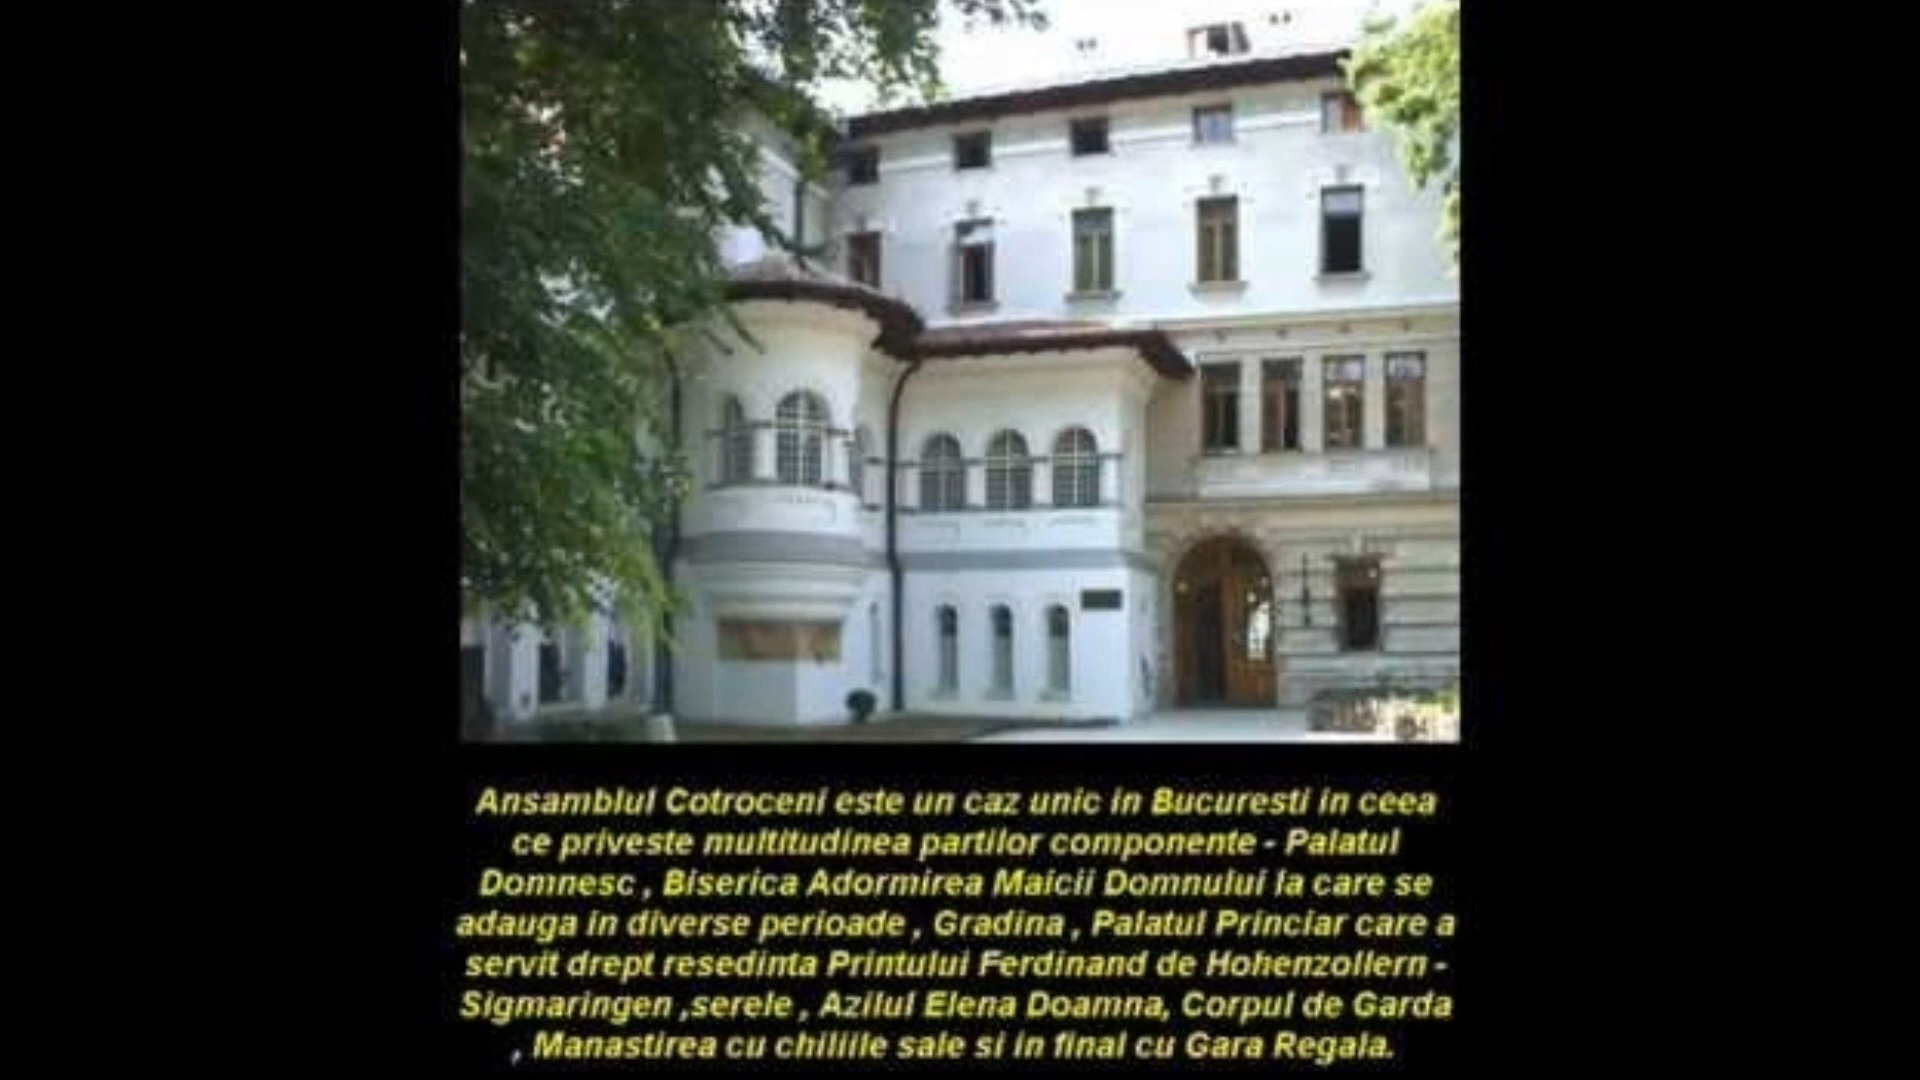 Ansamblul Cotroceni este un caz unic in Bucuresti in ceea
ce priveste multitudinea partilor componente - Palatul
Domnesc , Biserica Adormirea Maicii Domnului la care se
adauga in diverse perioade , Gradina , Palatul Princiar care a
servit drept resedinta Printului Ferdinand de Hohenzollern -
Sigmaringen ,serele , Azilul Elena Doamna, Corpul de Garda
, Manastirea cu chiliile sale si in final cu Gara Regala.